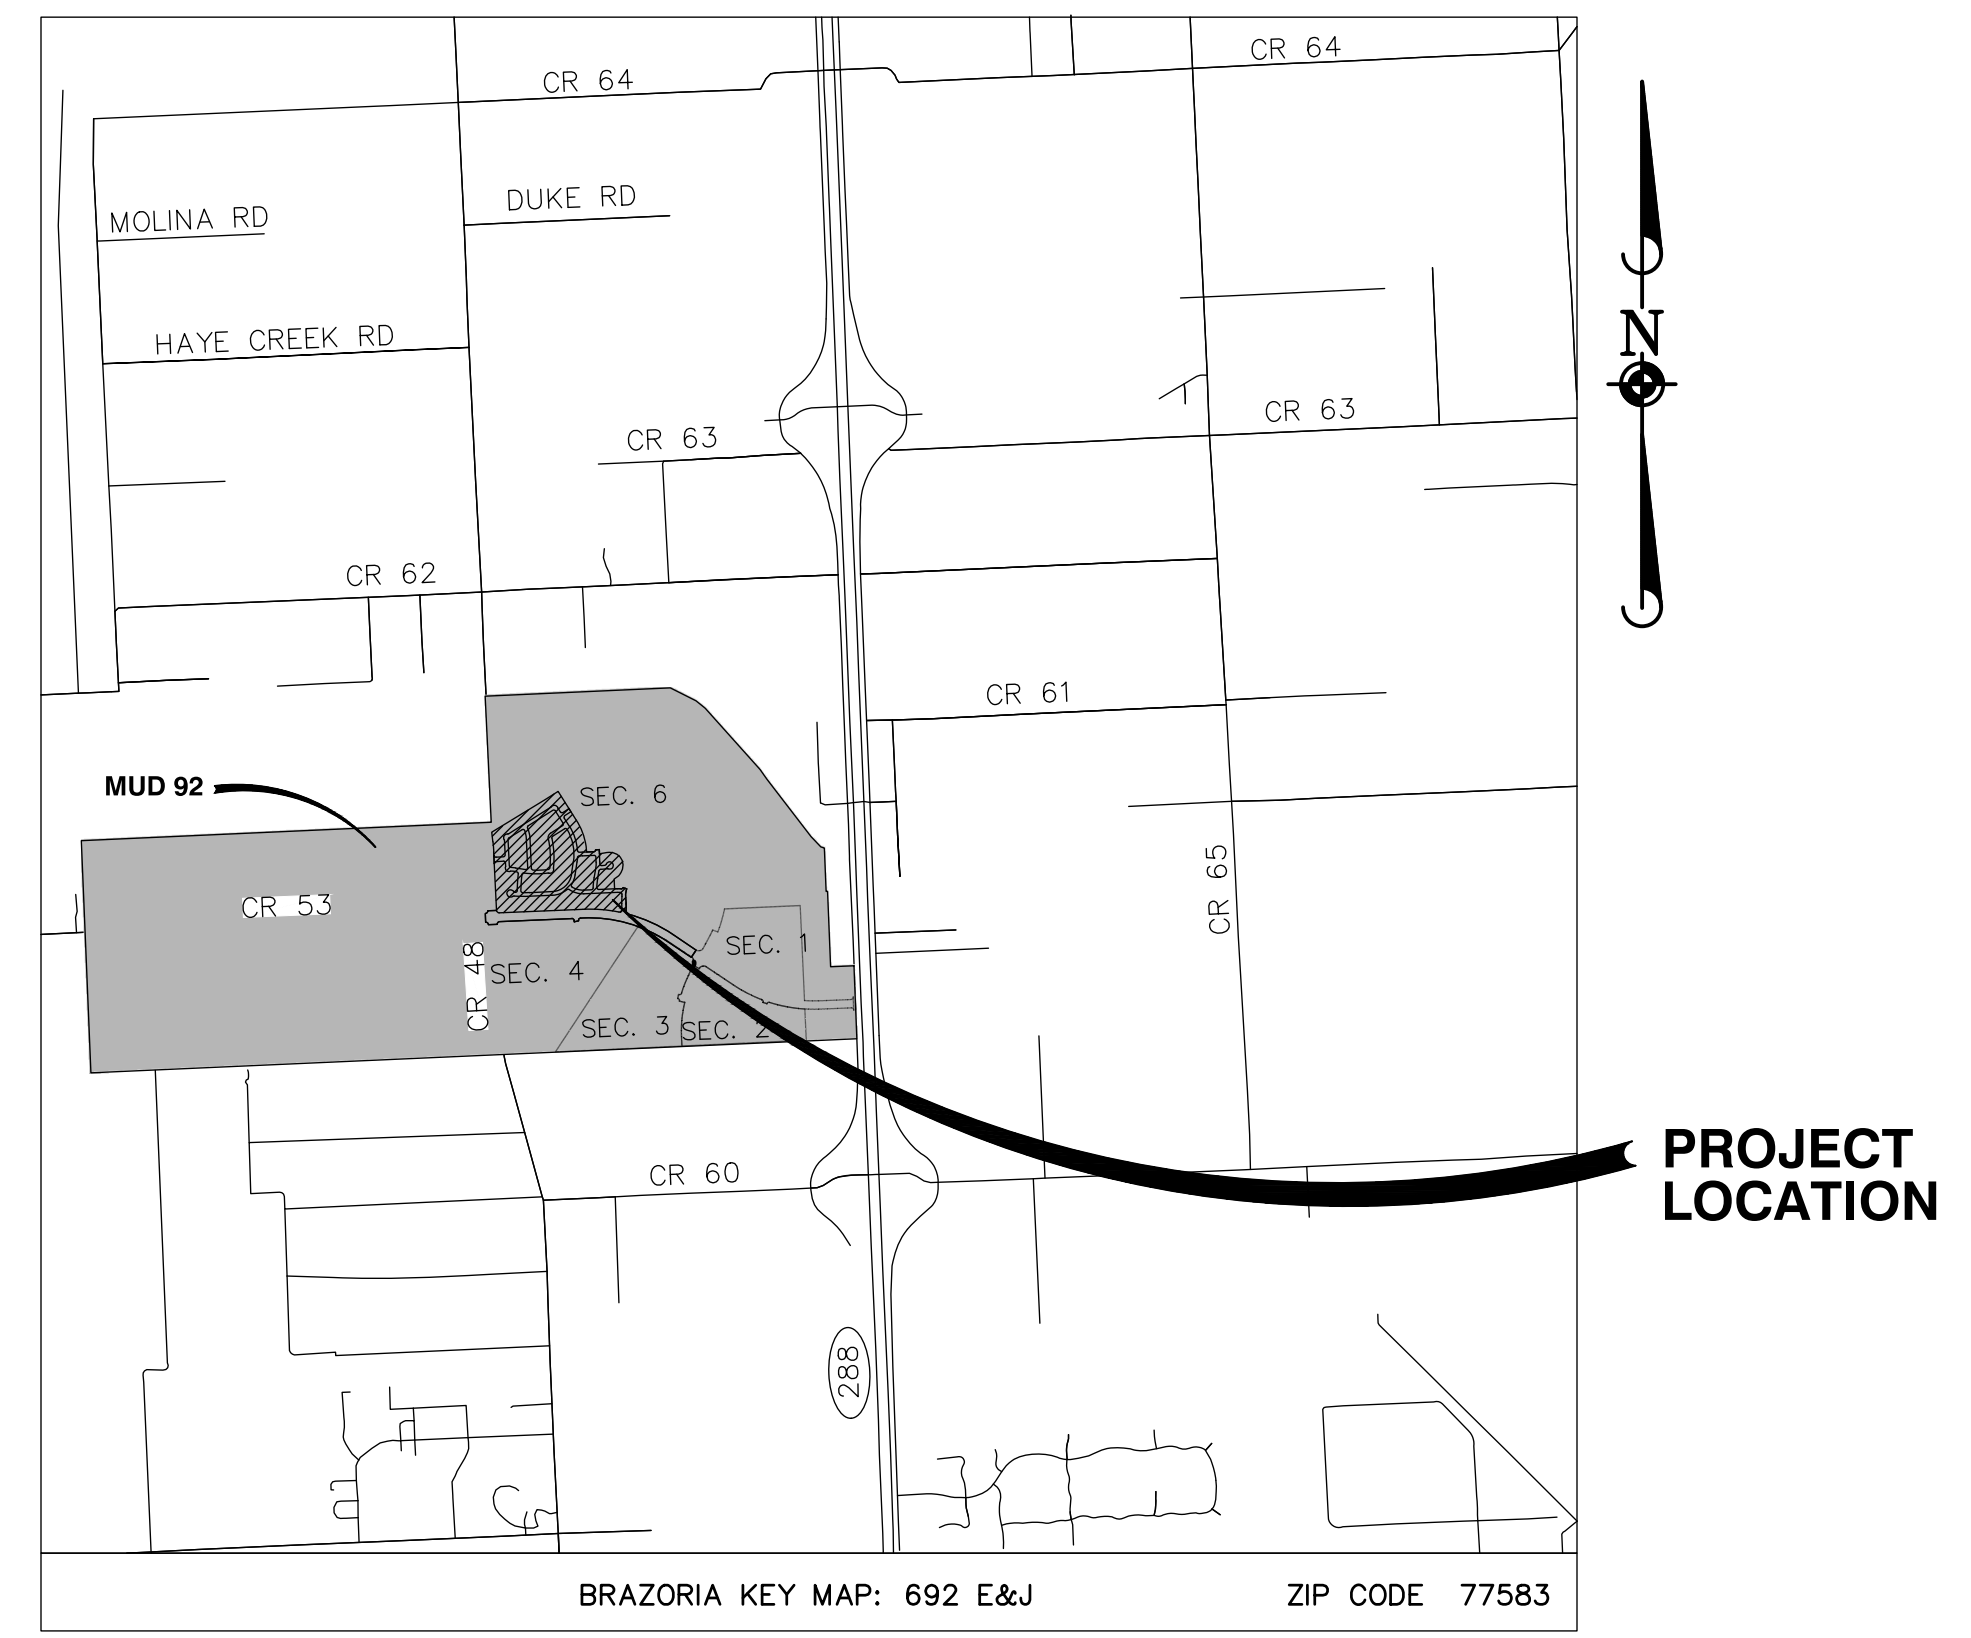 CR 64
CR 64
MOLINA RD
DUKE RD
HAYE CREEK RD
N
CR 63
CR 63
CR 62
CR 61
MUD 92
SEC. 6
CR 53
CR 65
SEC. 1
CR 48
SEC. 4
SEC. 3
SEC. 2
CR 60
PROJECT
LOCATION
288
BRAZORIA KEY MAP: 692 E&J
ZIP CODE 77583